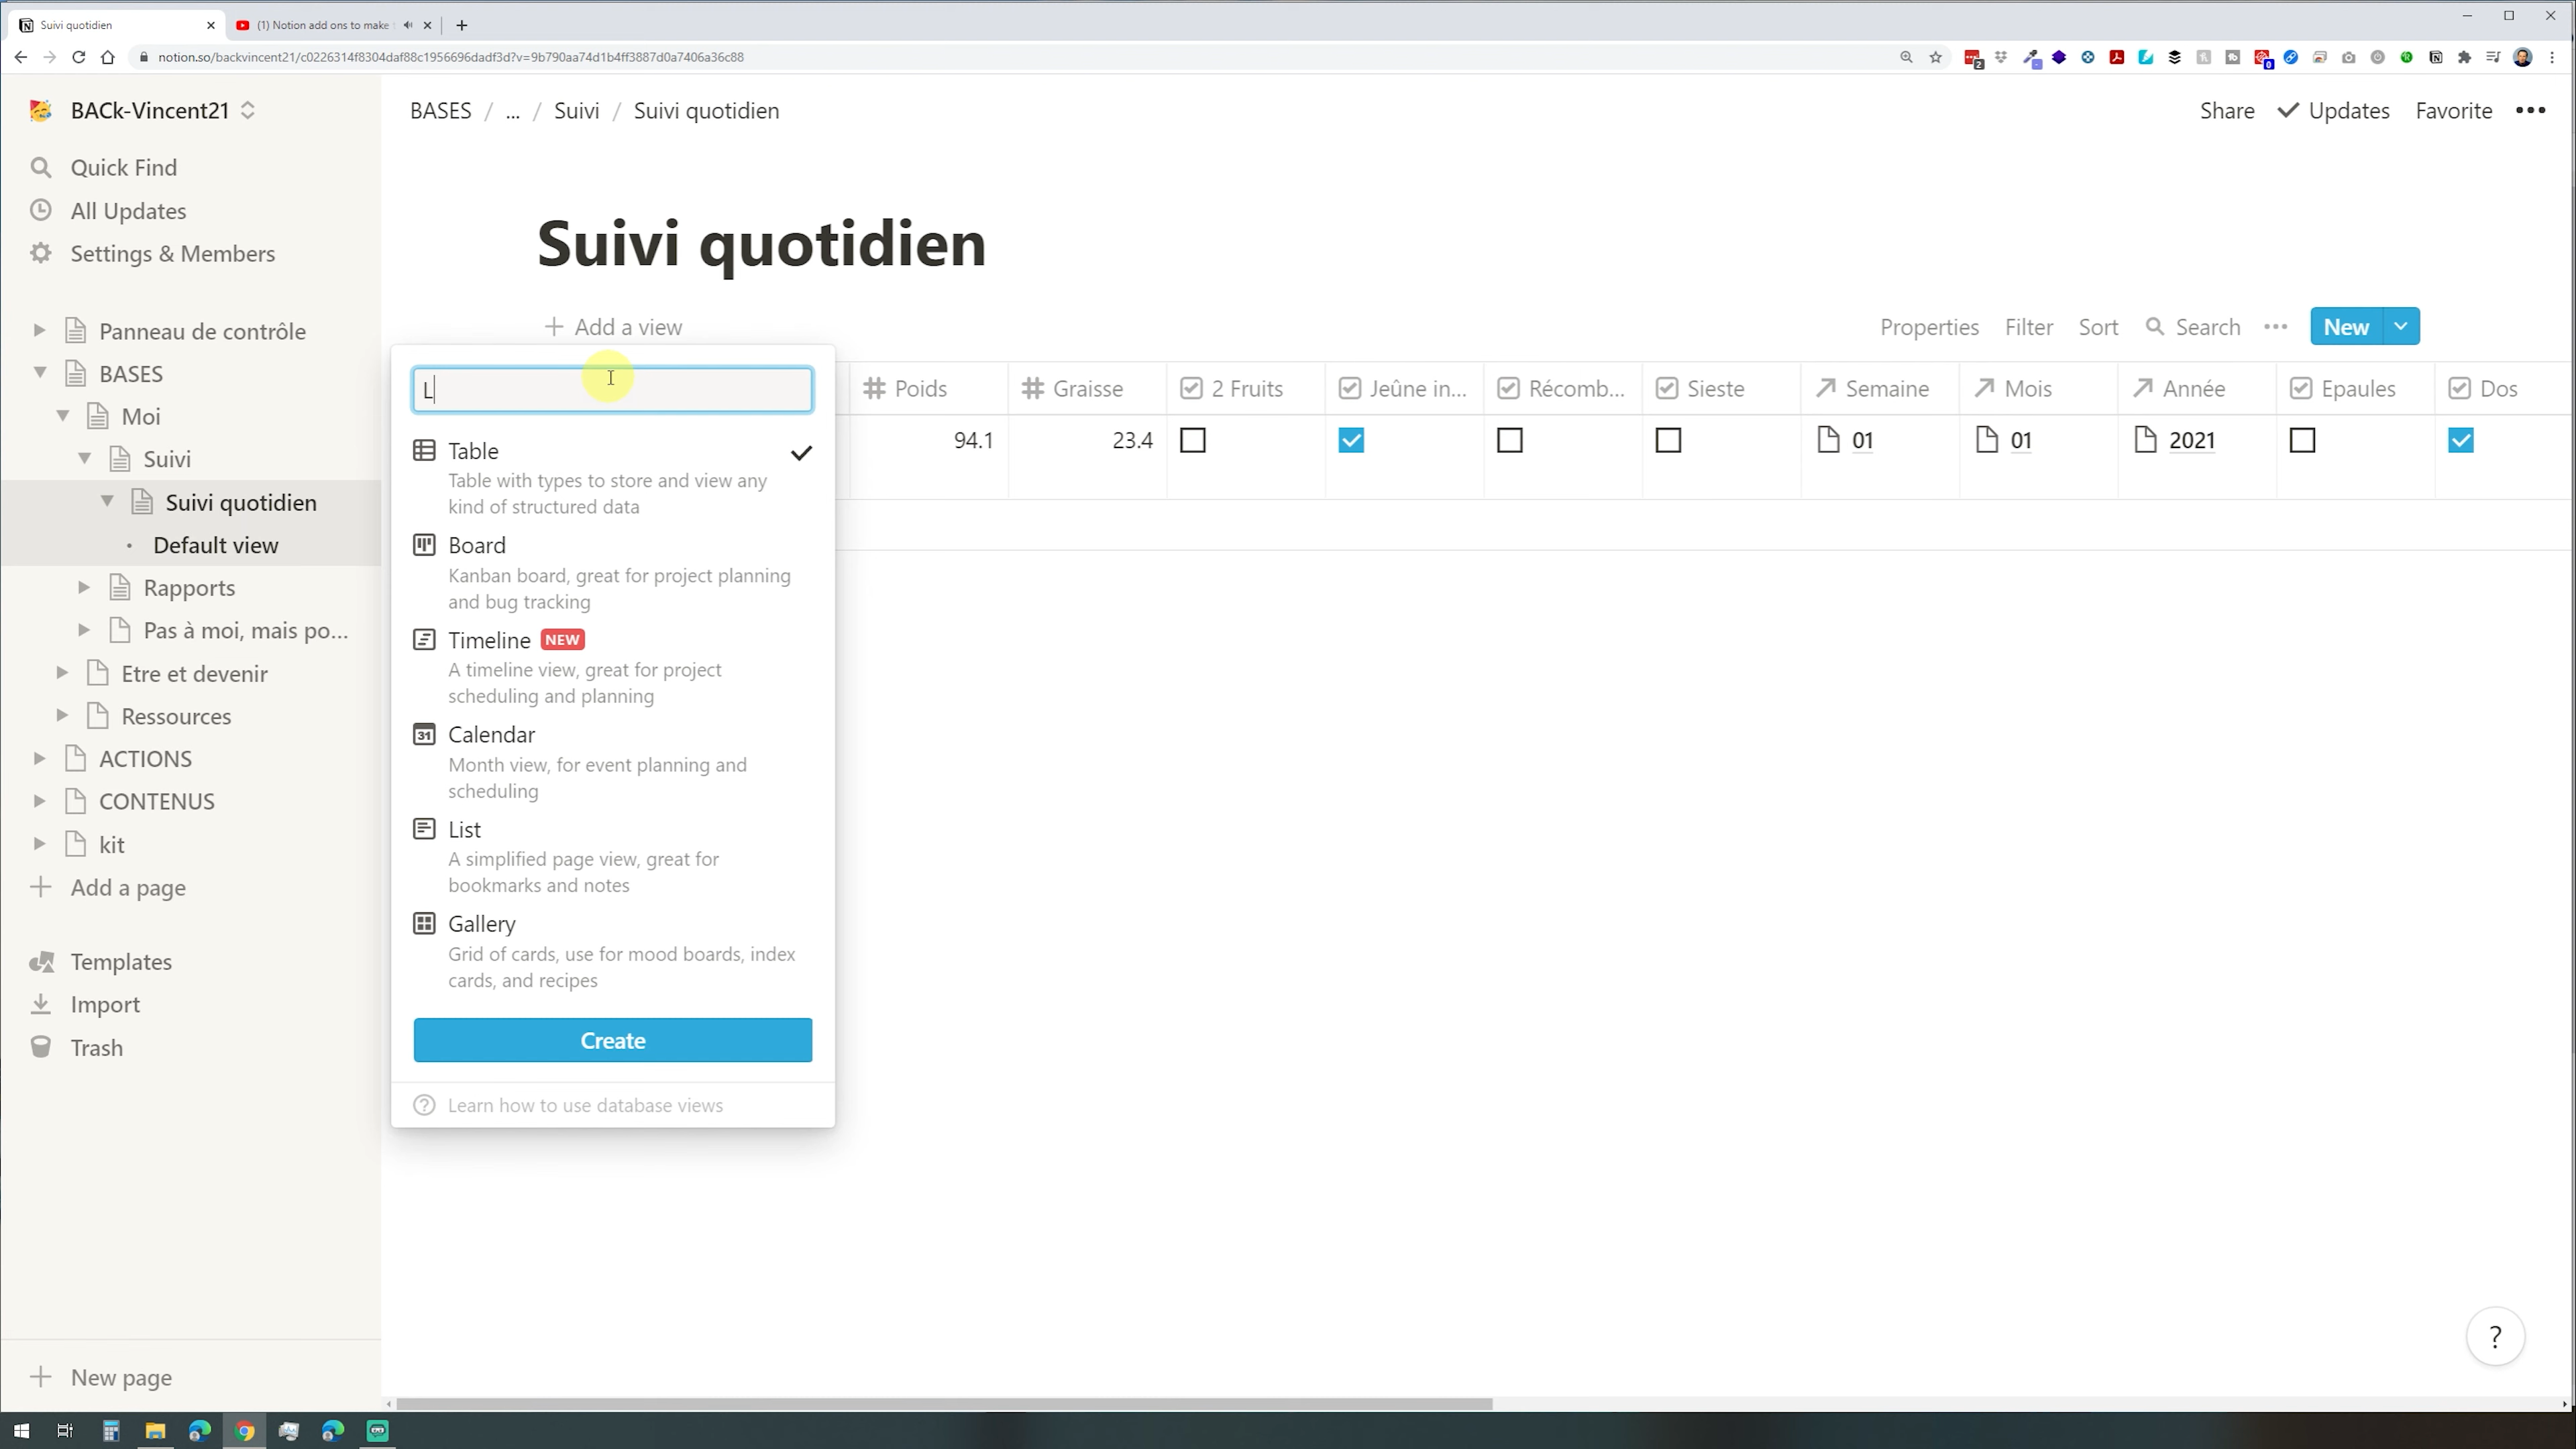 Suivi quotidien
(1) Notion add ons to make
notion.so/backvincent21/c0226314f8304daf88c1956696dadf3d?v=9b790aa74d1b4ff3887d0a7406a36c88
BACk-Vincent21
BASES / ... / Suivi / Suivi quotidien
Share
Updates
Favorite
Quick Find
All Updates
Settings & Members
Panneau de contrôle
BASES
Moi
Suivi
Suivi quotidien
Default view
Rapports
Pas à moi, mais po...
Etre et devenir
Ressources
ACTIONS
CONTENUS
kit
Add a page
Templates
Import
Trash
New page
Suivi quotidien
Add a view
Properties
Filter
Sort
Search
New
L
Table
Table with types to store and view any
kind of structured data
Board
Kanban board, great for project planning
and bug tracking
Timeline NEW
A timeline view, great for project
scheduling and planning
31
Calendar
Month view, for event planning and
scheduling
List
A simplified page view, great for
bookmarks and notes
Gallery
Grid of cards, use for mood boards, index
cards, and recipes
Create
Learn how to use database views
Poids
Graisse
2 Fruits
Jeûne in...
Récomb...
Sieste
Semaine
Mois
Année
Epaules
Dos
94.1
23.4
01
01
2021
?